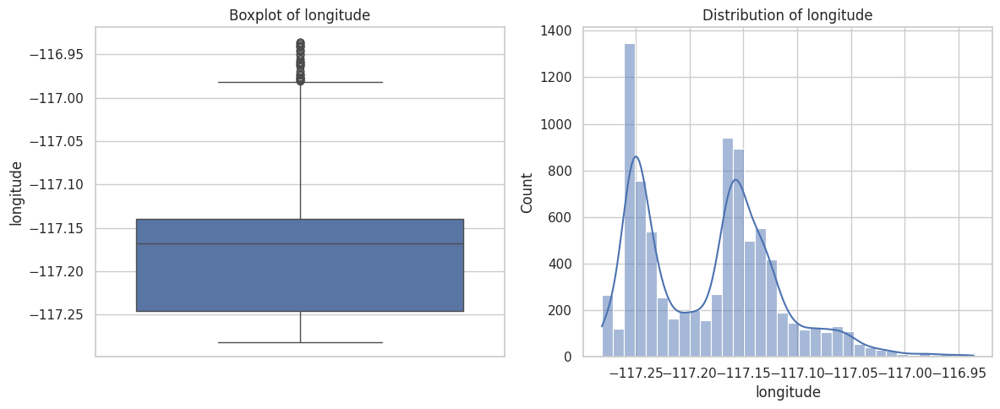 Boxplot of longitude
−116.95
−117.00
−117.05
−117.10
−117.15
−117.20
−117.25
longitude
Distribution of longitude
1400
1200
1000
800
600
400
200
0
Count
−117.25 −117.20 −117.15 −117.10 −117.05 −117.00 −116.95
longitude